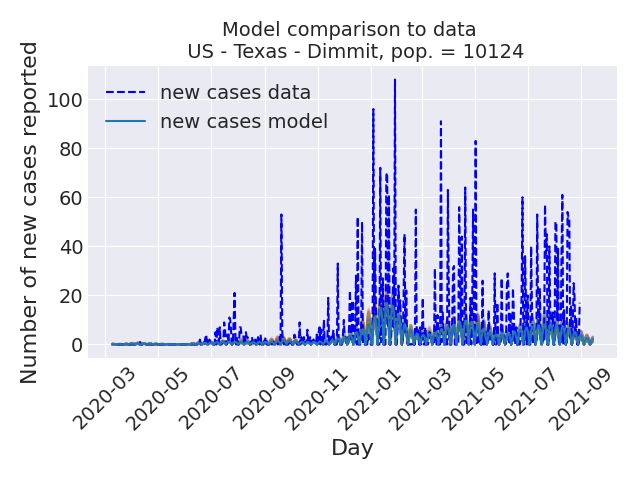 Model comparison to data
US - Texas - Dimmit, pop. = 10124
Number of new cases reported
100
80
60
40
20
0
new cases data
new cases model
2020-03
2020-05
2020-07
2020-09
2020-11
2021-01
2021-03
2021-05
2021-07
2021-09
Day